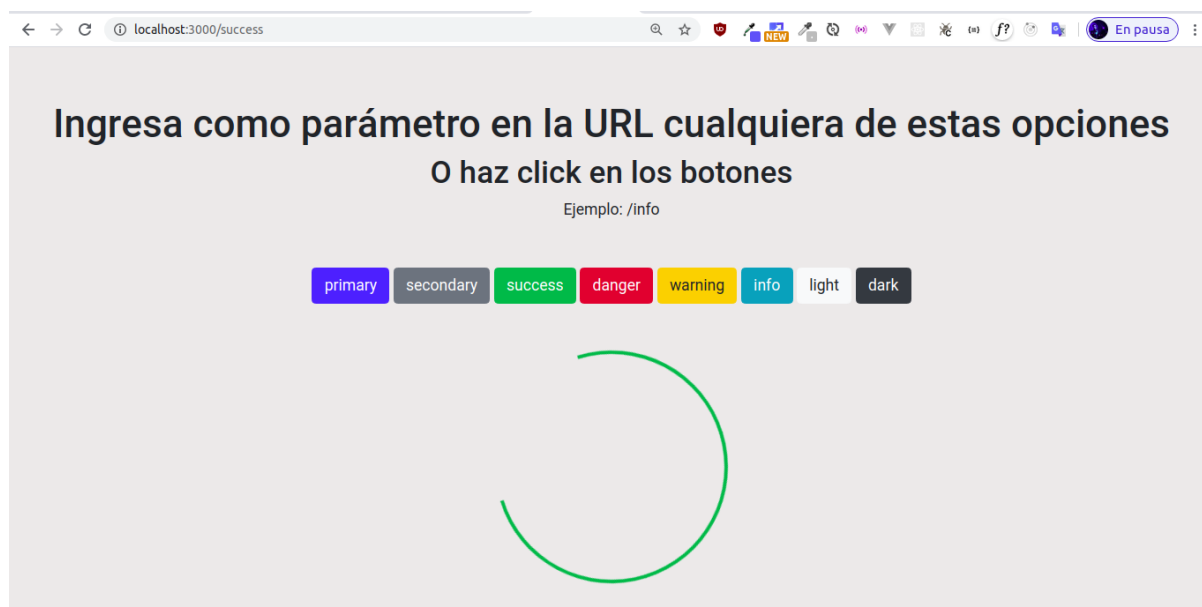 localhost:3000/success
NEW
f?
En pausa
Ingresa como parámetro en la URL cualquiera de estas opciones
O haz click en los botones
Ejemplo: /info
primary secondary success danger warning info light dark